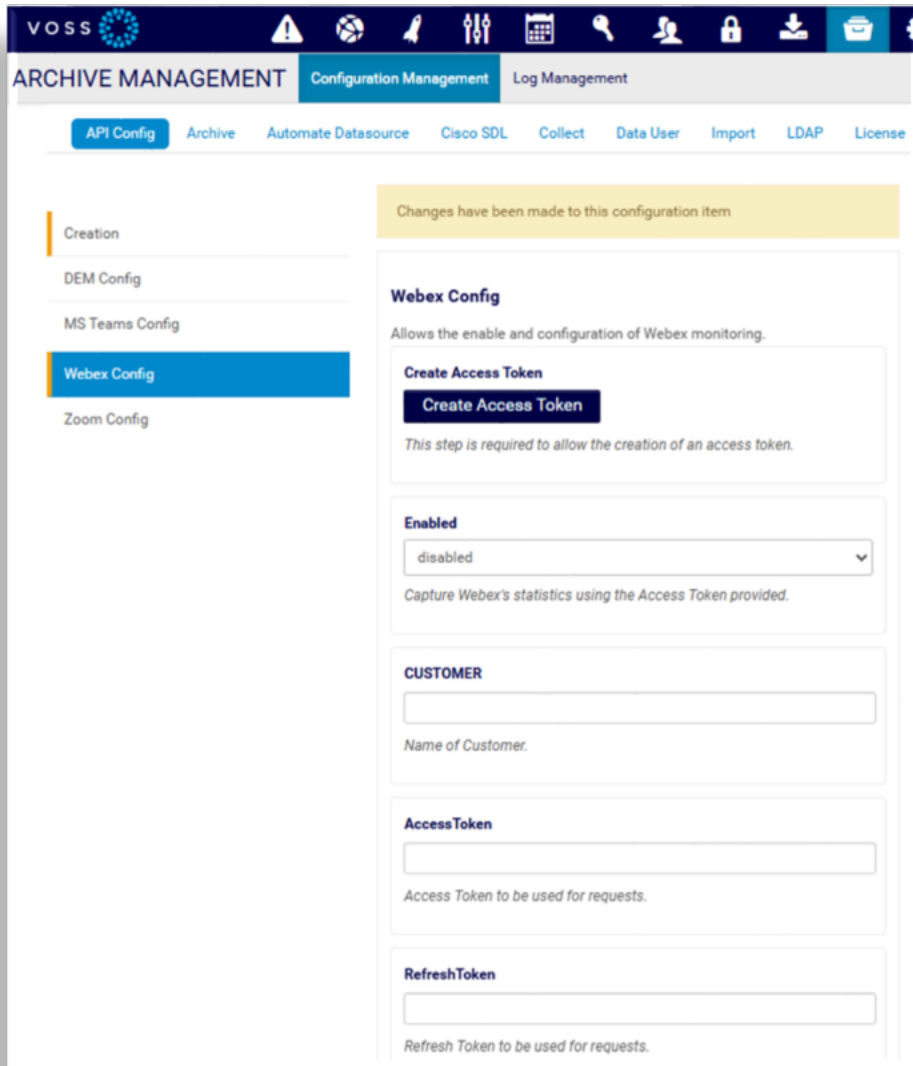 VOSS
ARCHIVE MANAGEMENT Configuration Management Log Management
API Config Archive Automate Datasource Cisco SDL Collect Data User Import LDAP License
Changes have been made to this configuration item
Creation
DEM Config
MS Teams Config
Webex Config
Zoom Config
Webex Config
Allows the enable and configuration of Webex monitoring.
Create Access Token
Create Access Token
This step is required to allow the creation of an access token.
Enabled
disabled
Capture Webex's statistics using the Access Token provided.
CUSTOMER
Name of Customer.
AccessToken
Access Token to be used for requests.
RefreshToken
Refresh Token to be used for requests.